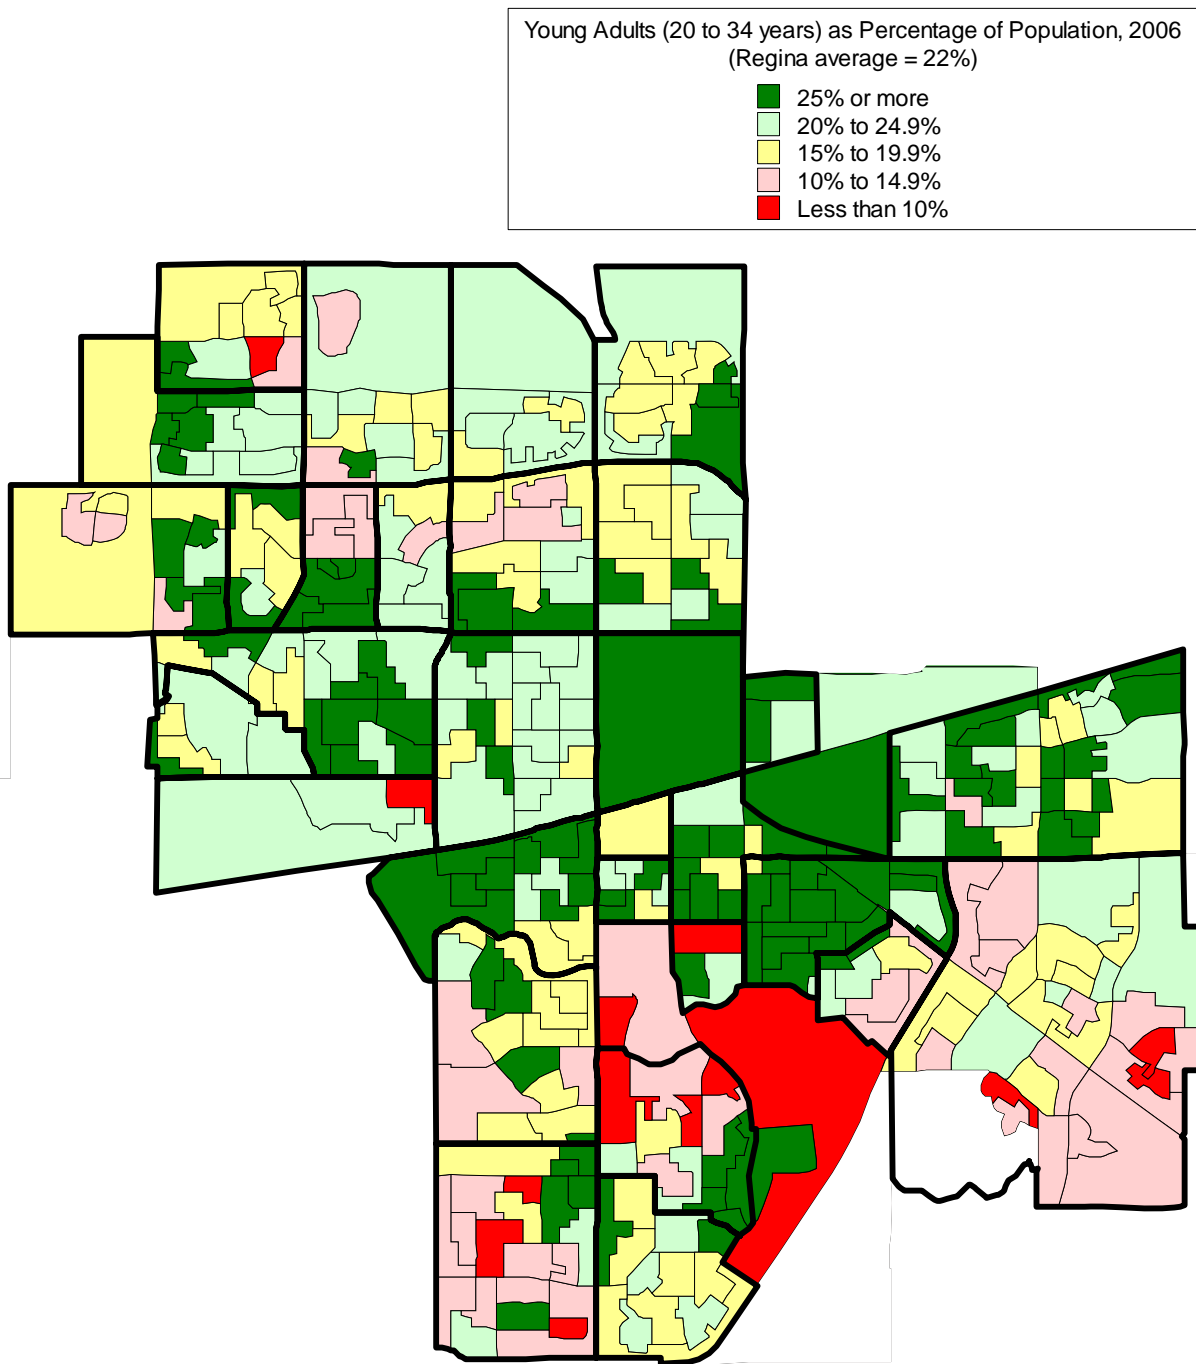 Young Adults (20 to 34 years) as Percentage of Population, 2006
(Regina average = 22%)
25% or more
20% to 24.9%
15% to 19.9%
10% to 14.9%
Less than 10%